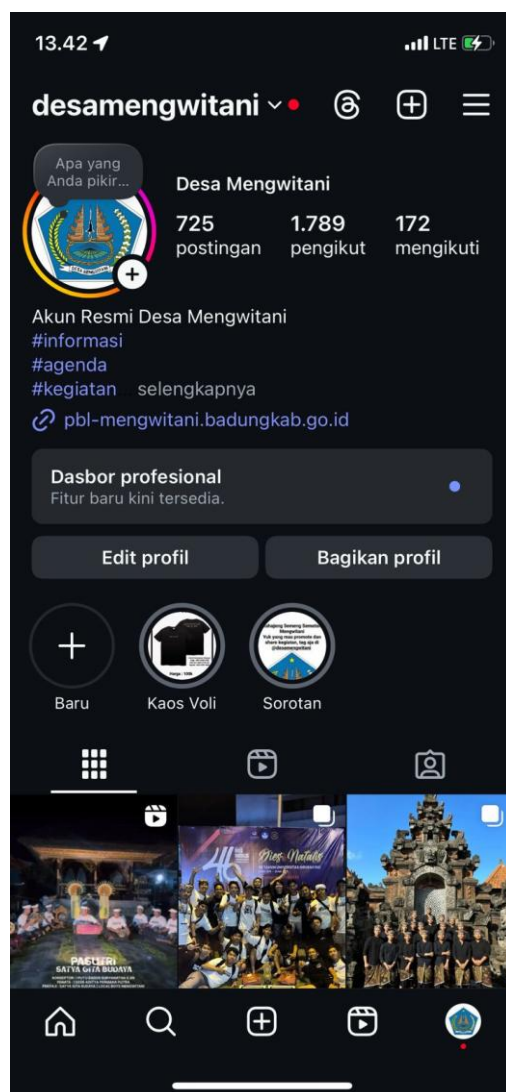 13.42
LTE
desamengwitani
Apa yang
Anda pikir...
Desa Mengwitani
725 1.789 172
postingan pengikut mengikuti
Akun Resmi Desa Mengwitani
#informasi
#agenda
#kegiatan selengkapnya
pbl-mengwitani.badungkab.go.id
Dasbor profesional
Fitur baru kini tersedia.
Edit profil Bagikan profil
Baru Kaos Voli Sorotan
Dies Natalis
PASUTRI
SATYA GITA BUDAYA